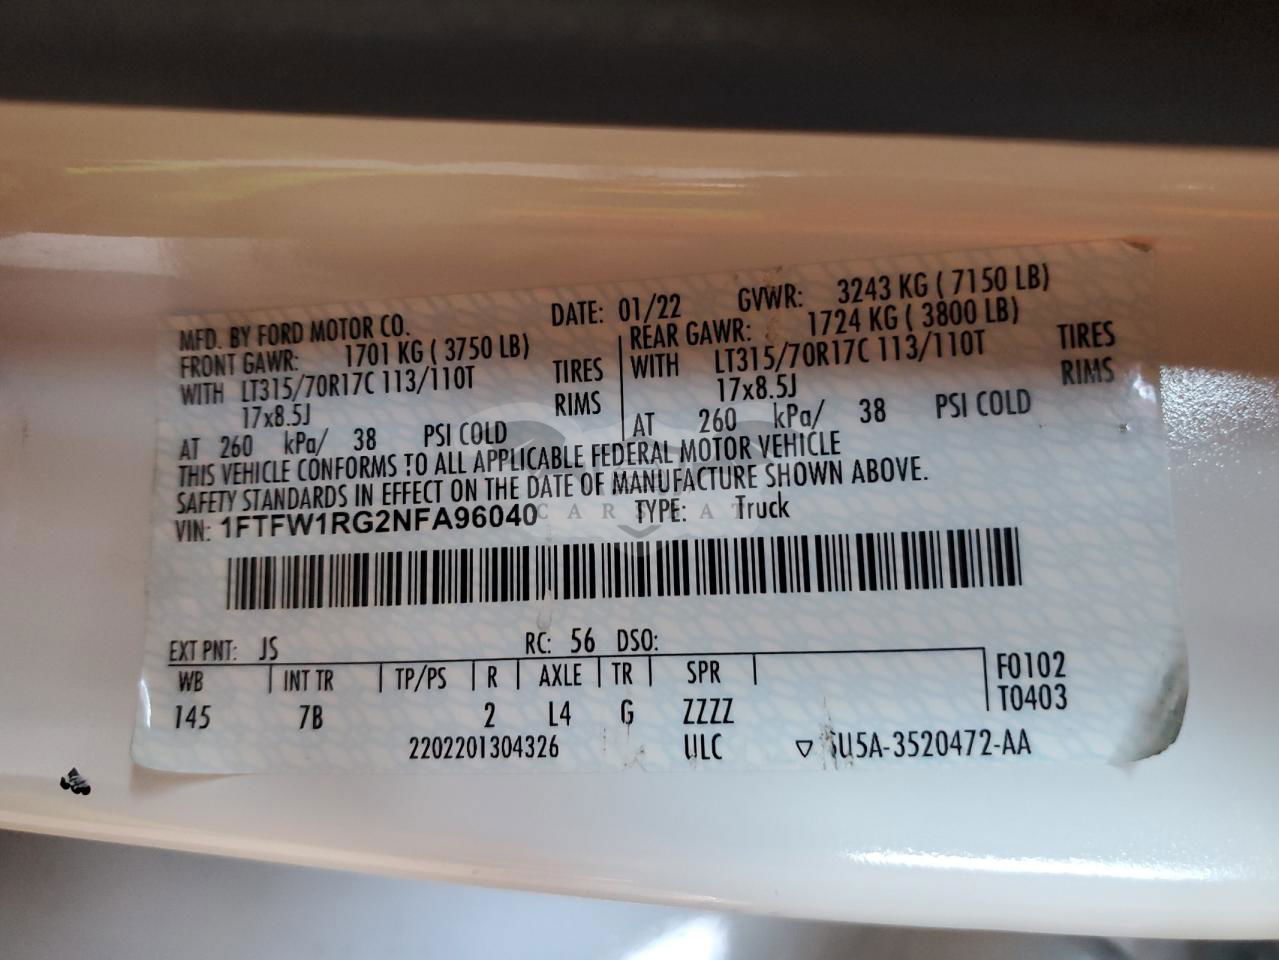 MFD. BY FORD MOTOR CO. DATE: 01/22 GVWR: 3243 KG ( 7150 LB)
FRONT GAWR: 1701 KG ( 3750 LB) REAR GAWR: 1724 KG ( 3800 LB)
WITH LT315/70R17C 113/110T TIRES WITH LT315/70R17C 113/110T TIRES
17x8.5J RIMS 17x8.5J RIMS
AT 260 kPa/ 38 PSI COLD AT 260 kPa/ 38 PSI COLD
THIS VEHICLE CONFORMS TO ALL APPLICABLE FEDERAL MOTOR VEHICLE
SAFETY STANDARDS IN EFFECT ON THE DATE OF MANUFACTURE SHOWN ABOVE.
VIN: 1FTFW1RG2NFA96040 TYPE: Truck
EXT PNT: JS RC: 56 DSO:
WB INT TR TP/PS R AXLE TR SPR F0102
145 7B 2 L4 G ZZZZ T0403
2202201304326 ULC U5A-3520472-AA